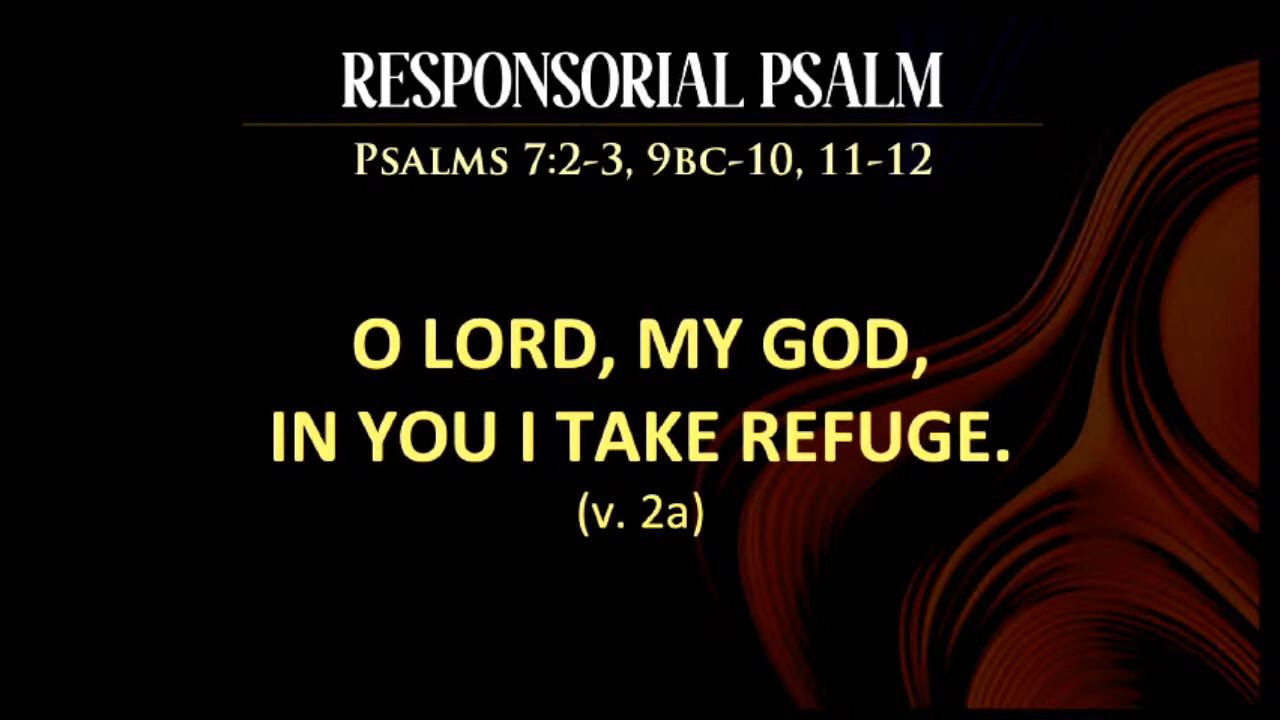 RESPONSORIAL PSALM
PSALMS 7:2-3, 9BC-10, 11-12
O LORD, MY GOD,
IN YOU I TAKE REFUGE.
(v. 2a)